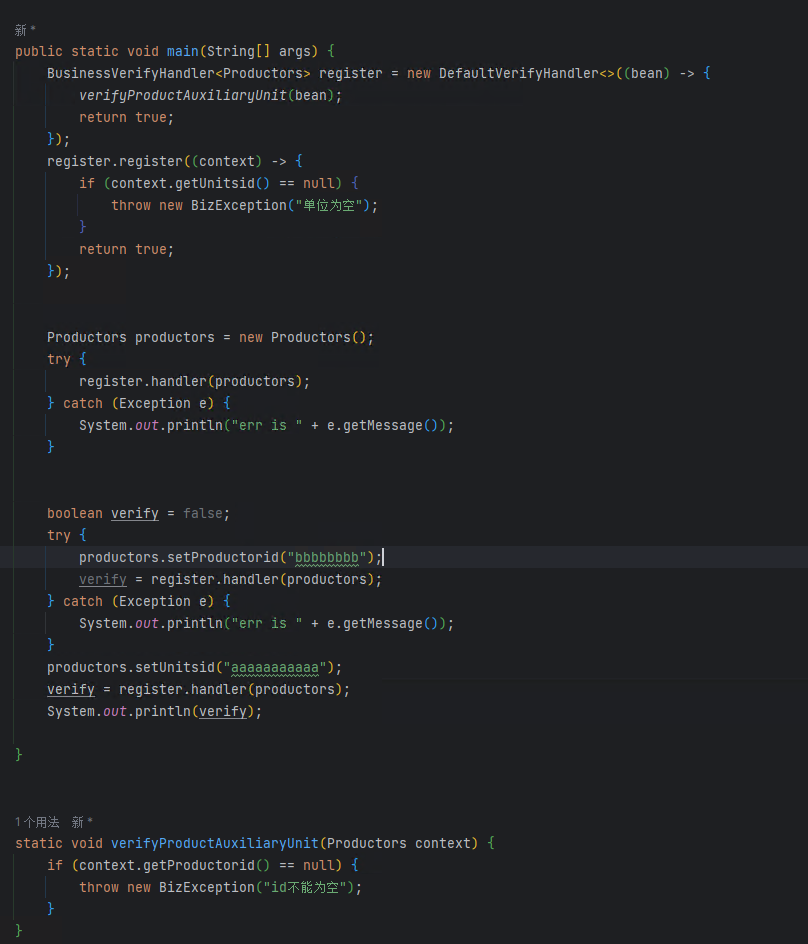 新 *
public static void main(String[] args) {
BusinessVerifyHandler<Productors> register = new DefaultVerifyHandler<>((bean) -> {
verifyProductAuxiliaryUnit(bean);
return true;
});
register.register((context) -> {
if (context.getUnitsid() == null) {
throw new BizException("单位为空");
}
return true;
});
Productors productors = new Productors();
try {
register.handler(productors);
} catch (Exception e) {
System.out.println("err is " + e.getMessage());
}
boolean verify = false;
try {
productors.setProductorid("bbbbbbbb");
verify = register.handler(productors);
} catch (Exception e) {
System.out.println("err is " + e.getMessage());
}
productors.setUnitsid("aaaaaaaaaaa");
verify = register.handler(productors);
System.out.println(verify);
}
1个用法 新 *
static void verifyProductAuxiliaryUnit(Productors context) {
if (context.getProductorid() == null) {
throw new BizException("id不能为空");
}
}